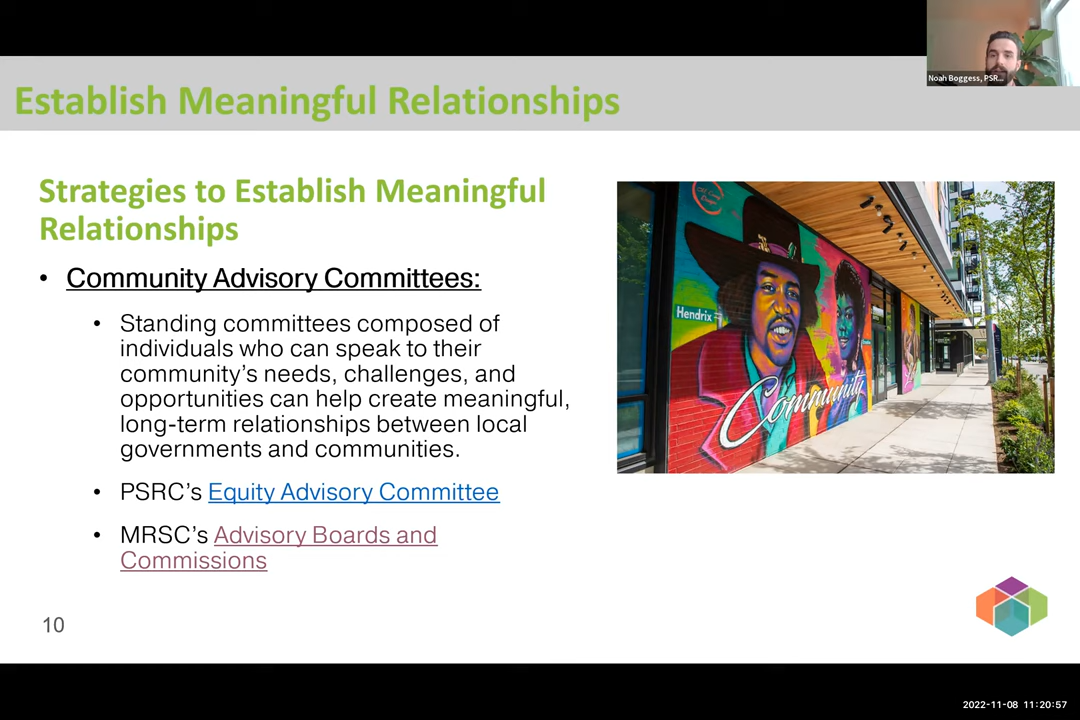 Noah Boggess, PSR...
Establish Meaningful Relationships
Strategies to Establish Meaningful
Relationships
• Community Advisory Committees:
• Standing committees composed of
individuals who can speak to their
community’s needs, challenges, and
opportunities can help create meaningful,
long-term relationships between local
governments and communities.
• PSRC’s Equity Advisory Committee
• MRSC’s Advisory Boards and
Commissions
Hendrix
Community
10
2022-11-08 11:20:57